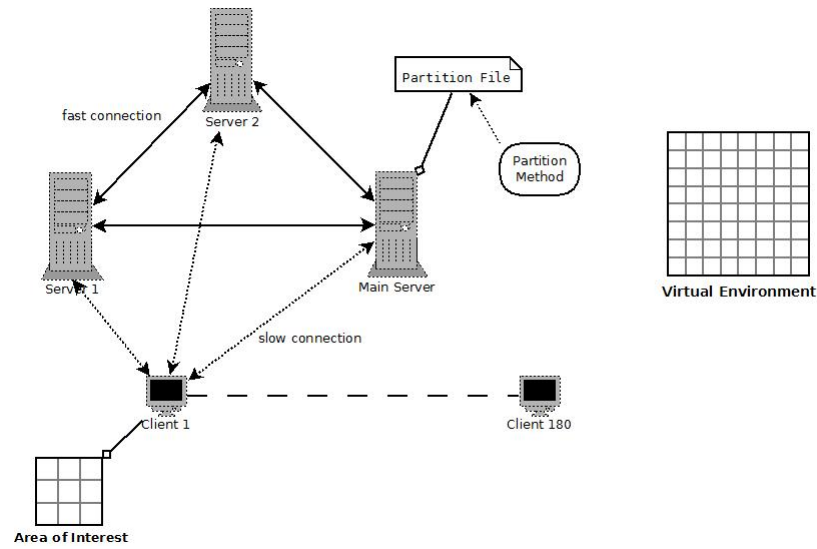 Server 2
fast connection
Partition File
Partition
Method
Server 1
Main Server
Virtual Environment
slow connection
Client 1
Client 180
Area of Interest